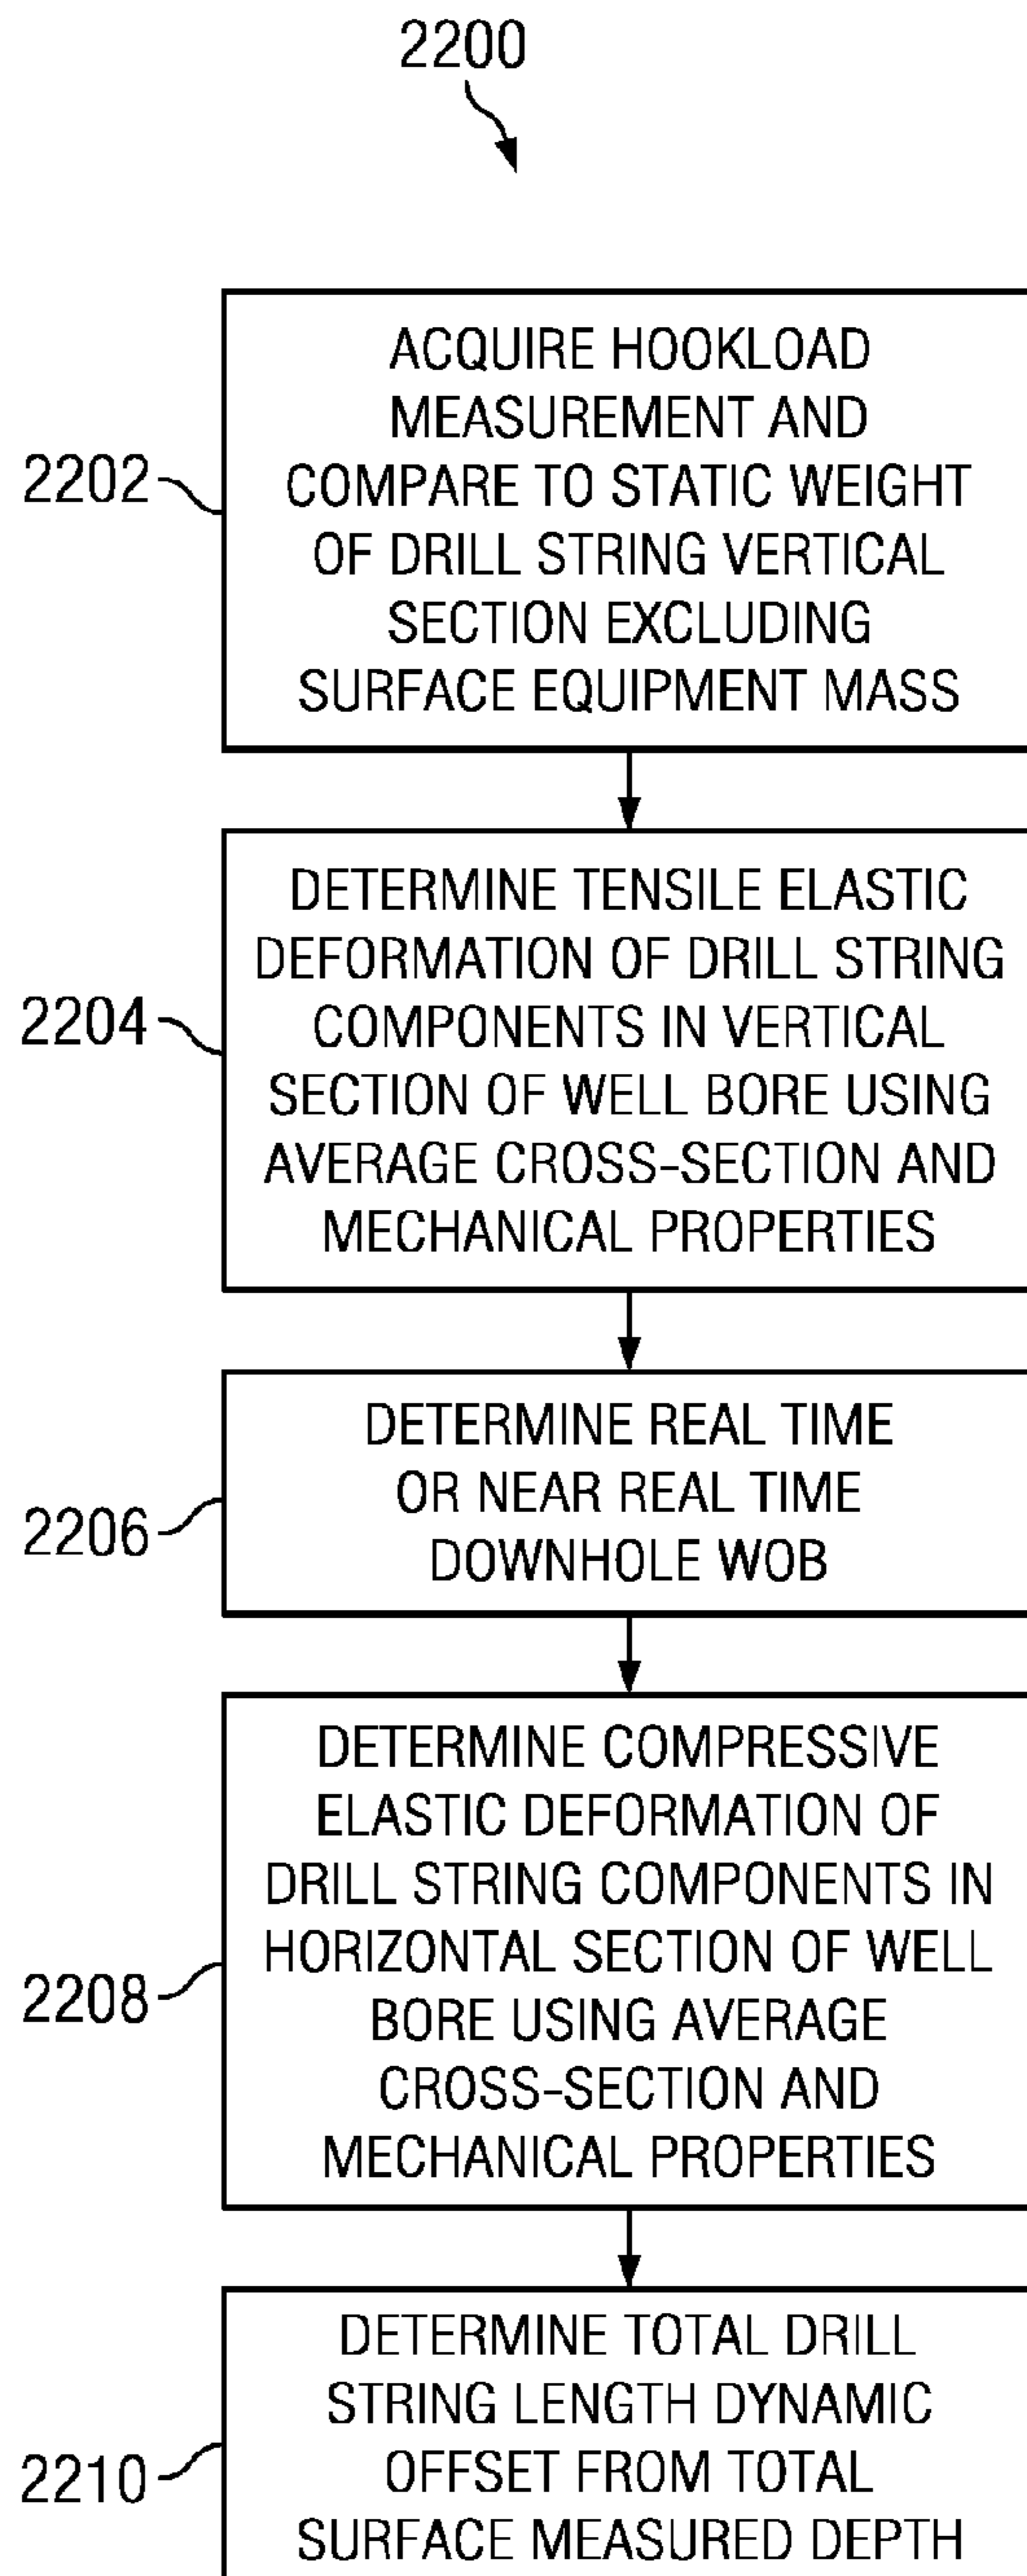 2200
2202
ACQUIRE HOOKLOAD
MEASUREMENT AND
COMPARE TO STATIC WEIGHT
OF DRILL STRING VERTICAL
SECTION EXCLUDING
SURFACE EQUIPMENT MASS
2204
DETERMINE TENSILE ELASTIC
DEFORMATION OF DRILL STRING
COMPONENTS IN VERTICAL
SECTION OF WELL BORE USING
AVERAGE CROSS-SECTION AND
MECHANICAL PROPERTIES
2206
DETERMINE REAL TIME
OR NEAR REAL TIME
DOWNHOLE WOB
2208
DETERMINE COMPRESSIVE
ELASTIC DEFORMATION OF
DRILL STRING COMPONENTS IN
HORIZONTAL SECTION OF WELL
BORE USING AVERAGE
CROSS-SECTION AND
MECHANICAL PROPERTIES
2210
DETERMINE TOTAL DRILL
STRING LENGTH DYNAMIC
OFFSET FROM TOTAL
SURFACE MEASURED DEPTH